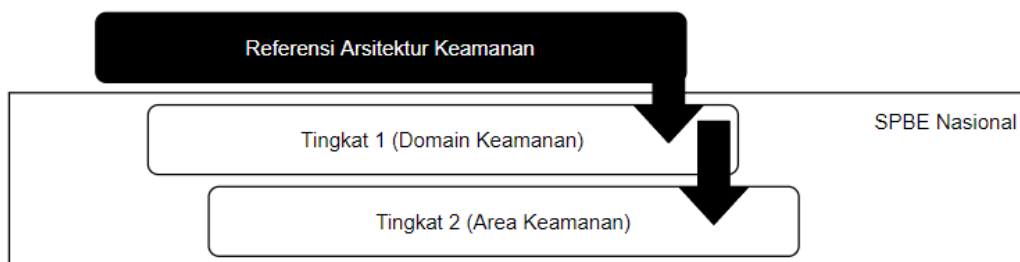 Referensi Arsitektur Keamanan
SPBE Nasional
Tingkat 1 (Domain Keamanan)
Tingkat 2 (Area Keamanan)